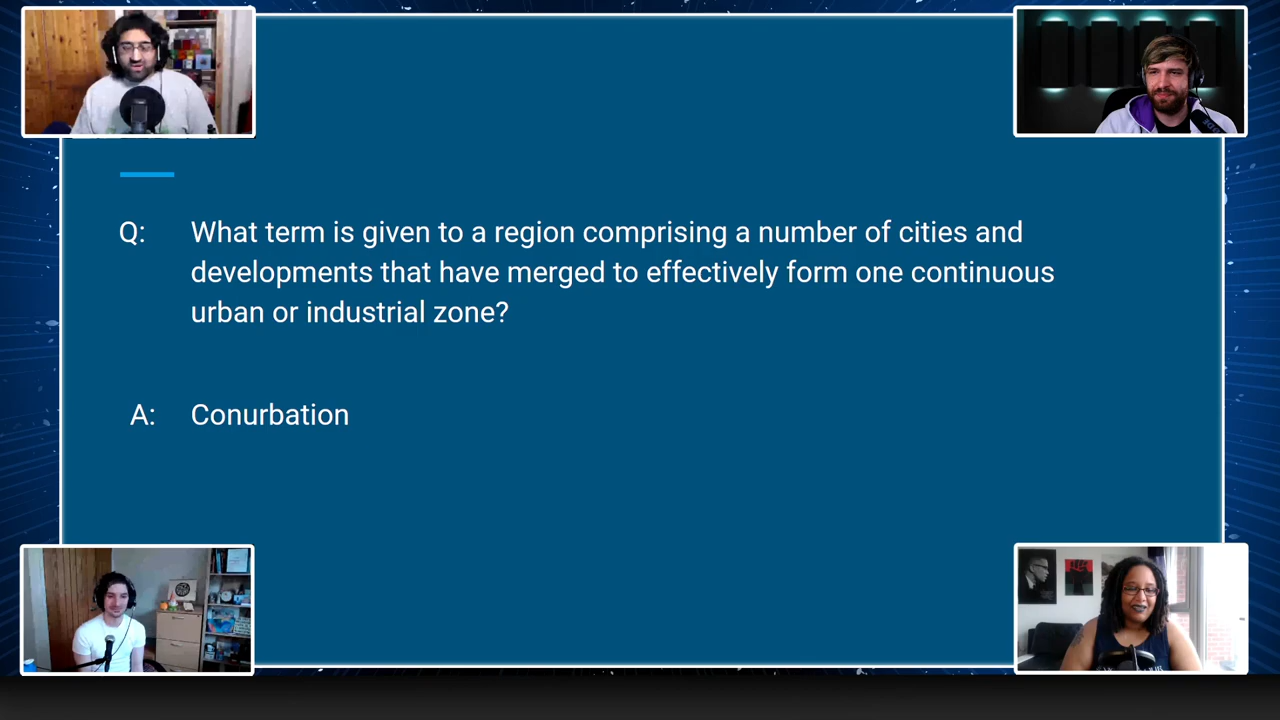 Q: What term is given to a region comprising a number of cities and
developments that have merged to effectively form one continuous
urban or industrial zone?
A: Conurbation